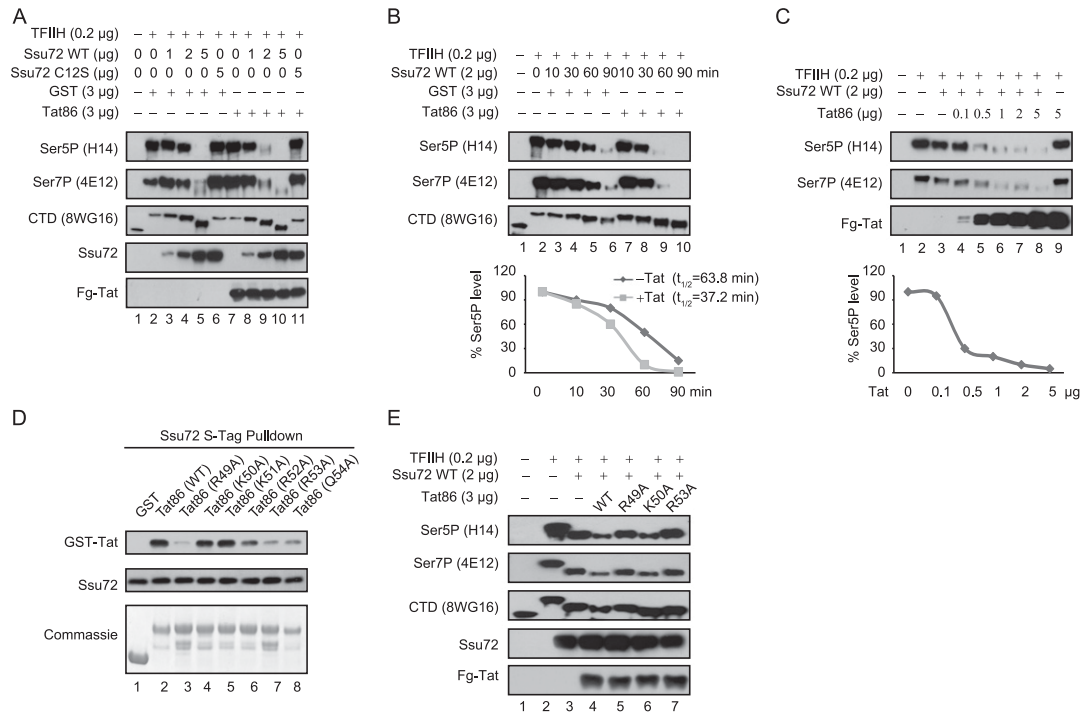 A
TFIIH (0.2 µg) – + + + + + + + + + +
Ssu72 WT (µg) 0 0 1 2 5 0 0 1 2 5 0
Ssu72 C12S (µg) 0 0 0 0 0 5 0 0 0 0 5
GST (3 µg) – + + + + + – – – – –
Tat86 (3 µg) – – – – – – + + + + +
Ser5P (H14)
Ser7P (4E12)
CTD (8WG16)
Ssu72
Fg-Tat
1 2 3 4 5 6 7 8 9 10 11
B
TFIIH (0.2 µg) – + + + + + + + + +
Ssu72 WT (2 µg) – 0 10 30 60 90 10 30 60 90 min
GST (3 µg) – – + + + + – – – –
Tat86 (3 µg) – – – – – – + + + +
Ser5P (H14)
Ser7P (4E12)
CTD (8WG16)
1 2 3 4 5 6 7 8 9 10
% Ser5P level
120
90
60
30
0
–Tat (t1/2=63.8 min)
+Tat (t1/2=37.2 min)
0 10 30 60 90 min
C
TFIIH (0.2 µg) – + + + + + + + +
Ssu72 WT (2 µg) – – + + + + + + –
Tat86 (µg) – – – 0.1 0.5 1 2 5 5
Ser5P (H14)
Ser7P (4E12)
Fg-Tat
1 2 3 4 5 6 7 8 9
% Ser5P level
120
90
60
30
0
Tat 0 0.1 0.5 1 2 5 µg
D
Ssu72 S-Tag Pulldown
GST
Tat86 (WT)
Tat86 (R49A)
Tat86 (K50A)
Tat86 (K51A)
Tat86 (R52A)
Tat86 (R53A)
Tat86 (Q54A)
GST-Tat
Ssu72
Commassie
1 2 3 4 5 6 7 8
E
TFIIH (0.2 µg) – + + + + + +
Ssu72 WT (2 µg) – – + + + + +
Tat86 (3 µg) – – – WT R49A K50A R53A
Ser5P (H14)
Ser7P (4E12)
CTD (8WG16)
Ssu72
Fg-Tat
1 2 3 4 5 6 7